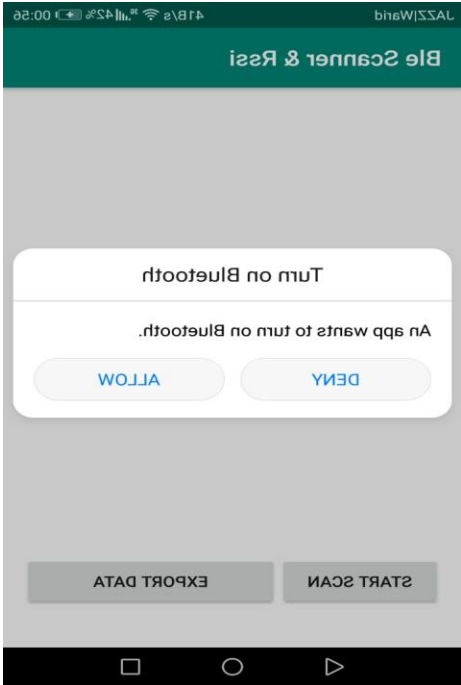 JAZZ|Warid 41B/s 42% 00:56
Ble Scanner & Rssi
Turn on Bluetooth
An app wants to turn on Bluetooth.
DENY ALLOW
START SCAN EXPORT DATA